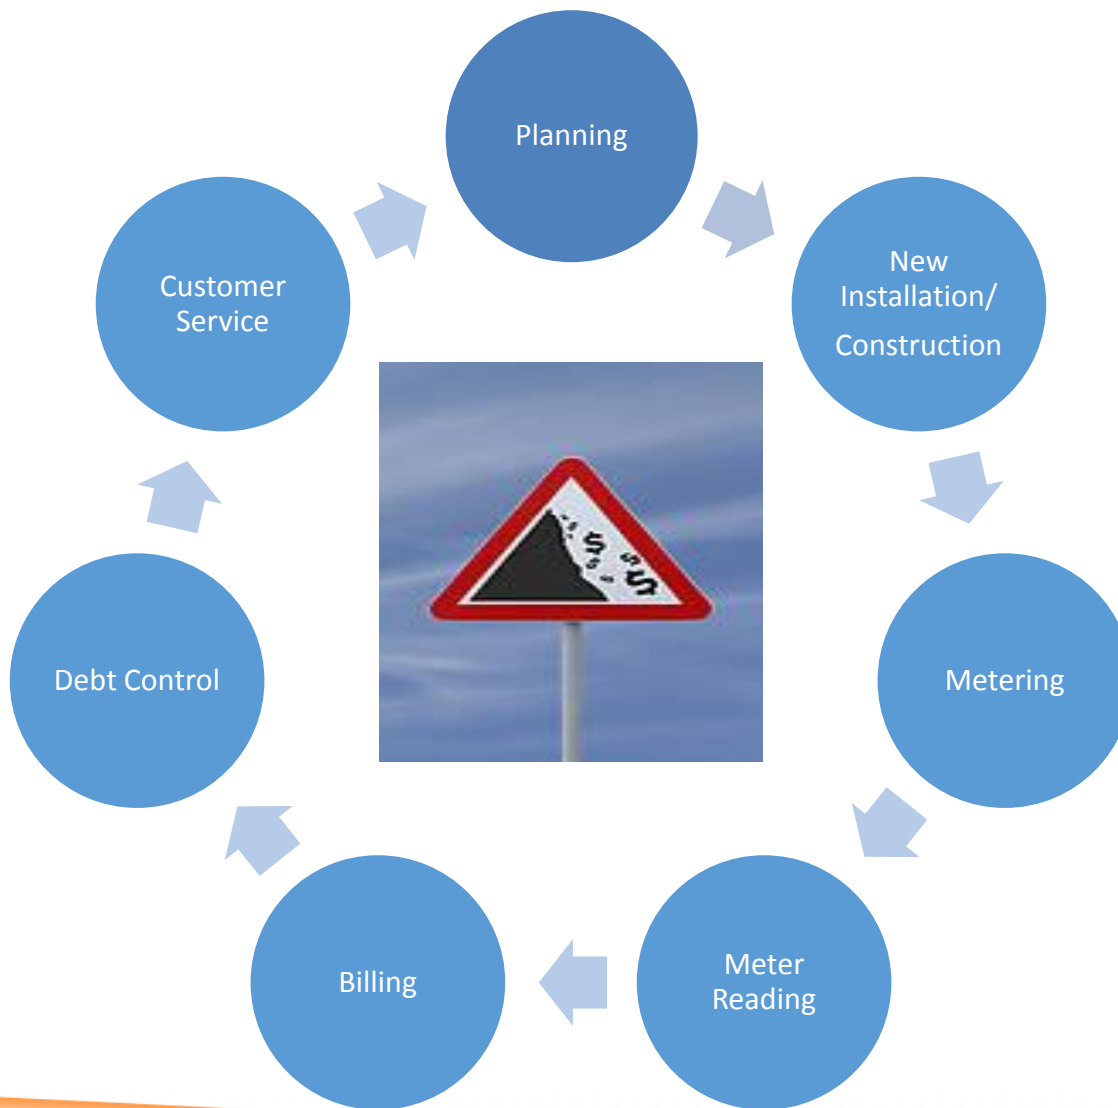 Planning
New
Installation/
Construction
Metering
Meter
Reading
Billing
Debt Control
Customer
Service
$
$
$